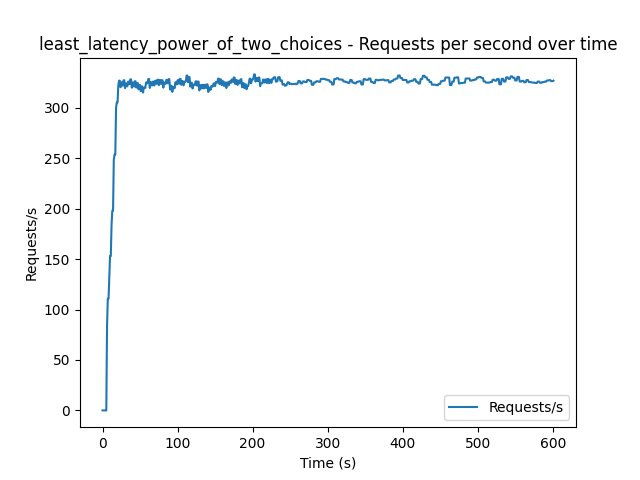 least_latency_power_of_two_choices - Requests per second over time
Requests/s
300
250
200
150
100
50
0
0 100 200 300 400 500 600
Time (s)
Requests/s